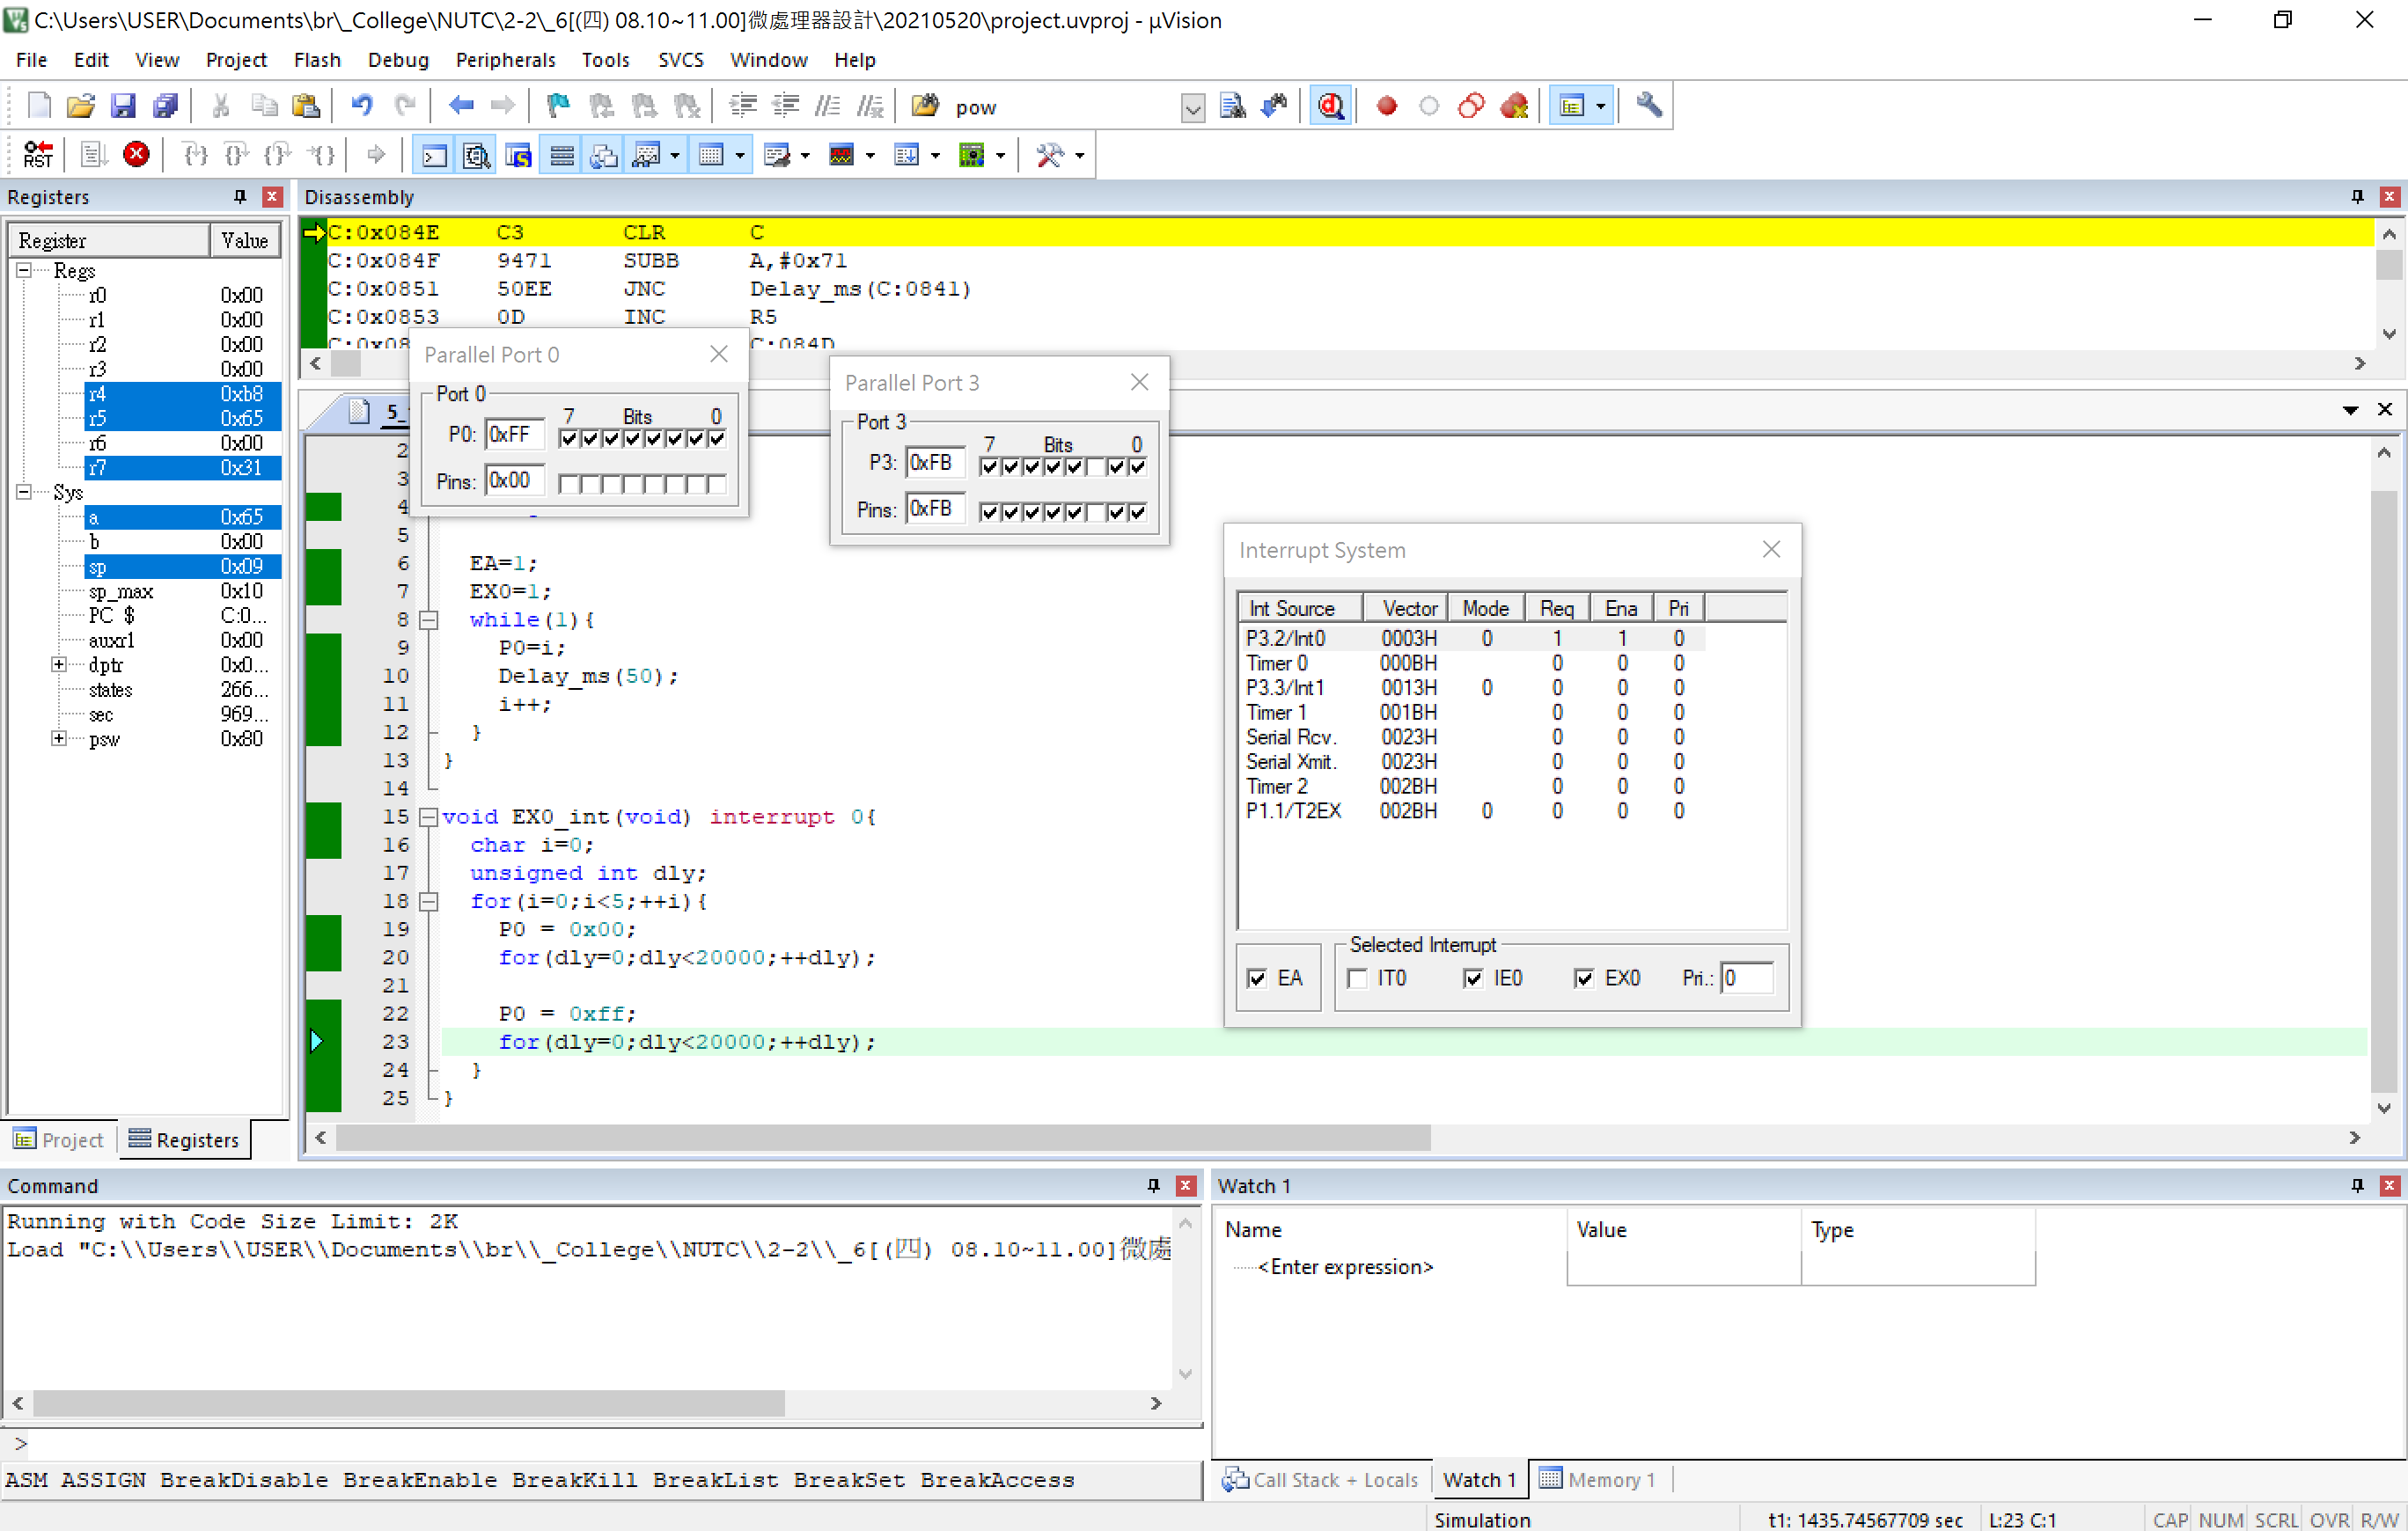 C:\Users\USER\Documents\br\_College\NUTC\2-2\_6[(四) 08.10~11.00]微處理器設計\20210520\project.uvproj - µVision
File Edit View Project Flash Debug Peripherals Tools SVCS Window Help
pow
RST
Registers
Register Value
Regs
r0 0x00
r1 0x00
r2 0x00
r3 0x00
r4 0xb8
r5 0x65
r6 0x00
r7 0x31
Sys
a 0x65
b 0x00
sp 0x09
sp_max 0x10
PC $ C:0...
auxr1 0x00
dptr 0x0...
states 266...
sec 969...
psw 0x80
Project Registers
Disassembly
C:0x084E C3 CLR C
C:0x084F 9471 SUBB A,#0x71
C:0x0851 50EE JNC Delay_ms(C:0841)
C:0x0853 0D INC R5
C:0x08 C:084D
Parallel Port 0
Port 0
7 Bits 0
P0: 0xFF
Pins: 0x00
Parallel Port 3
Port 3
7 Bits 0
P3: 0xFB
Pins: 0xFB
5_
2
3
4
5
6 EA=1;
7 EX0=1;
8 while(1){
9 P0=i;
10 Delay_ms(50);
11 i++;
12 }
13 }
14
15 void EX0_int(void) interrupt 0{
16 char i=0;
17 unsigned int dly;
18 for(i=0;i<5;++i){
19 P0 = 0x00;
20 for(dly=0;dly<20000;++dly);
21
22 P0 = 0xff;
23 for(dly=0;dly<20000;++dly);
24 }
25 }
Interrupt System
Int Source Vector Mode Req Ena Pri
P3.2/Int0 0003H 0 1 1 0
Timer 0 000BH 0 0 0
P3.3/Int1 0013H 0 0 0 0
Timer 1 001BH 0 0 0
Serial Rcv. 0023H 0 0 0
Serial Xmit. 0023H 0 0 0
Timer 2 002BH 0 0 0
P1.1/T2EX 002BH 0 0 0 0
Selected Interrupt
EA IT0 IE0 EX0 Pri.: 0
Command
Running with Code Size Limit: 2K
Load "C:\\Users\\USER\\Documents\\br\\_College\\NUTC\\2-2\\_6[(四) 08.10~11.00]微處
>
ASM ASSIGN BreakDisable BreakEnable BreakKill BreakList BreakSet BreakAccess
Watch 1
Name Value Type
<Enter expression>
Call Stack + Locals Watch 1 Memory 1
Simulation t1: 1435.74567709 sec L:23 C:1 CAP NUM SCRL OVR R/W